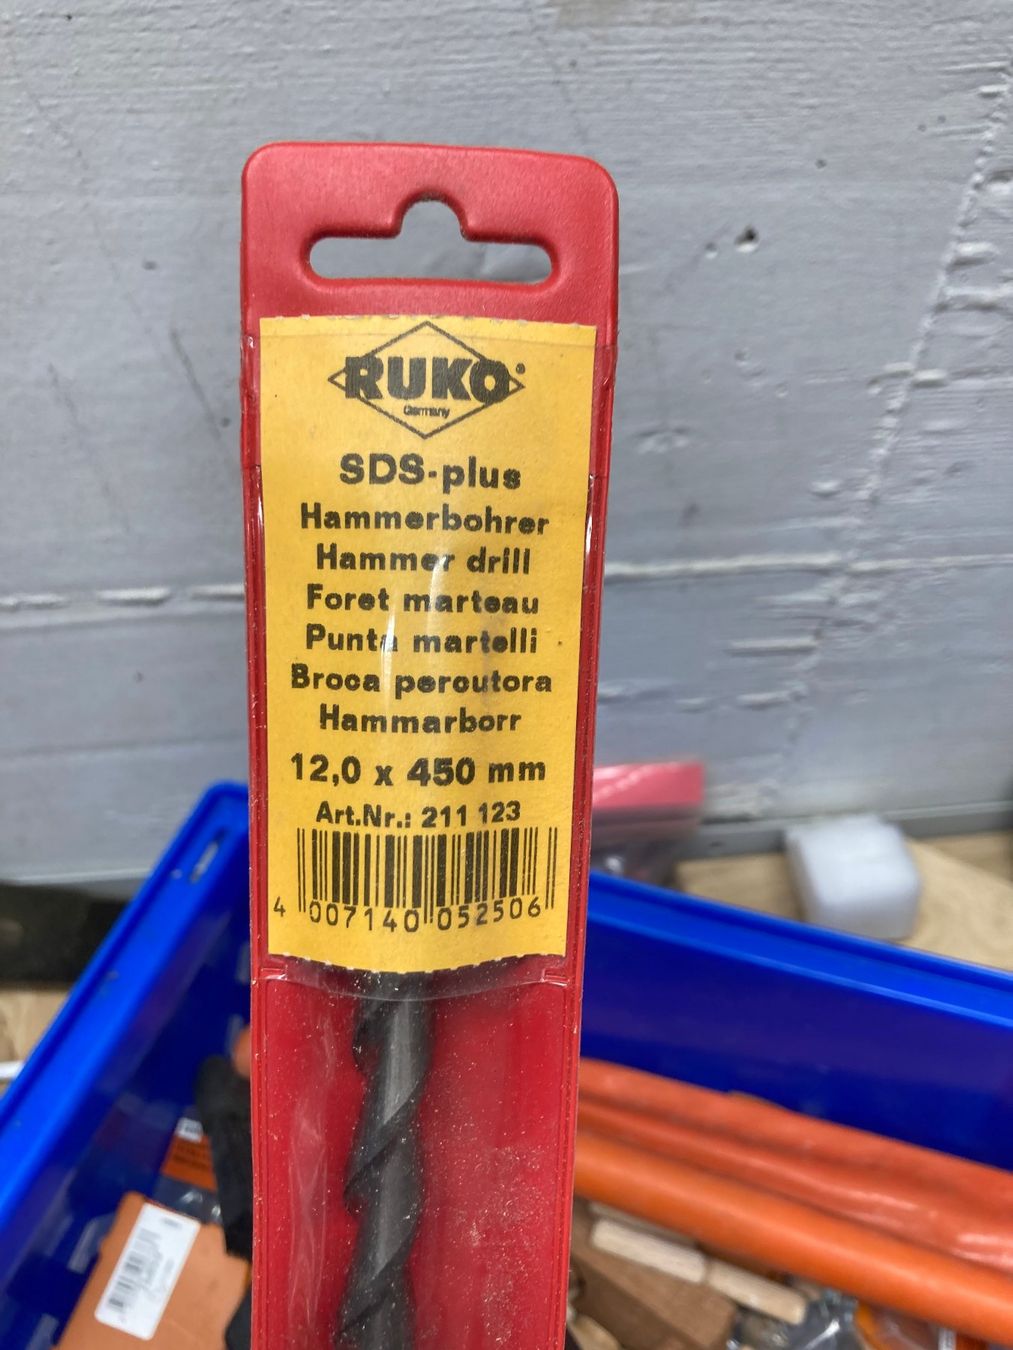 RUKO®
Germany
SDS-plus
Hammerbohrer
Hammer drill
Foret marteau
Punta martelli
Broca percutora
Hammarborr
12,0 x 450 mm
Art.Nr.: 211 123
4 007140 052506